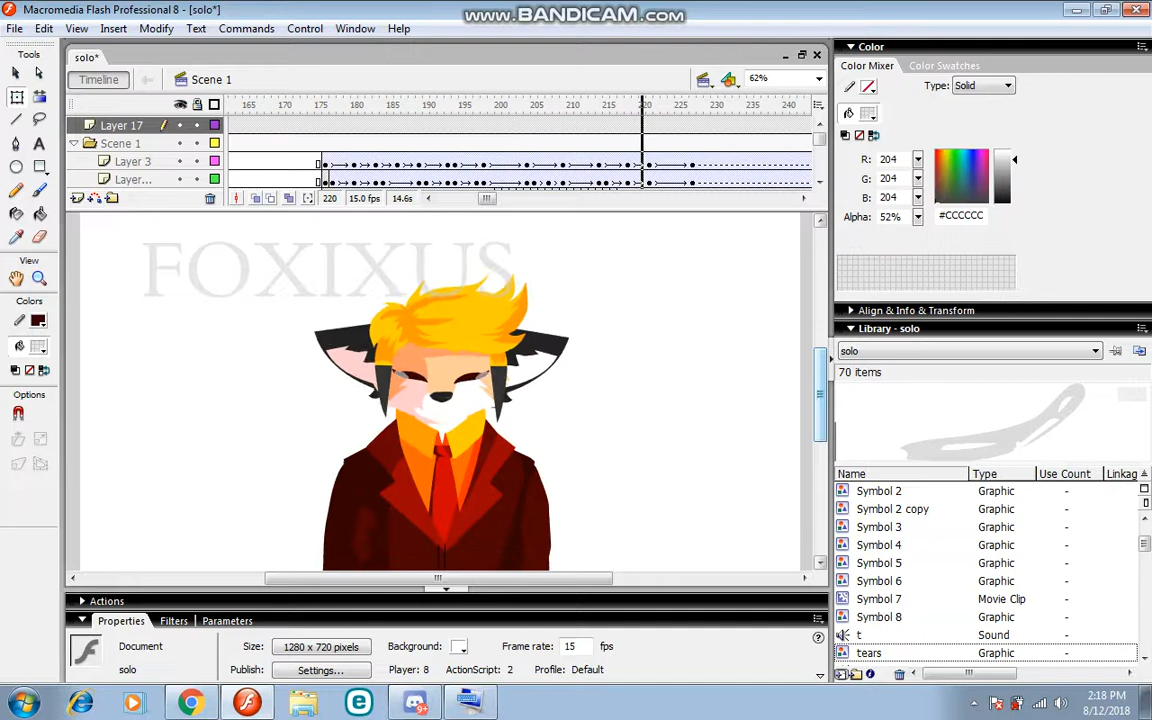 Macromedia Flash Professional 8 - [solo*]
www.BANDICAM.com
File Edit View Insert Modify Text Commands Control Window Help
Tools
View
Colors
Options
solo*
Timeline
Scene 1
62%
165 170 175 180 185 190 195 200 205 210 215 220 225 230 235 240
Layer 17
Scene 1
Layer 3
Layer...
220 15.0 fps 14.6s
FOXIXUS
Actions
Properties Filters Parameters
Document
solo
Size: 1280 x 720 pixels Background: Frame rate: 15 fps
Publish: Settings... Player: 8 ActionScript: 2 Profile: Default
Color
Color Mixer Color Swatches
Type: Solid
R: 204
G: 204
B: 204
Alpha: 52% #CCCCCC
Align & Info & Transform
Library - solo
solo
70 items
Name Type Use Count Linkag
Symbol 2 Graphic -
Symbol 2 copy Graphic -
Symbol 3 Graphic -
Symbol 4 Graphic -
Symbol 5 Graphic -
Symbol 6 Graphic -
Symbol 7 Movie Clip -
Symbol 8 Graphic -
t Sound -
tears Graphic -
9+
2:18 PM
8/12/2018